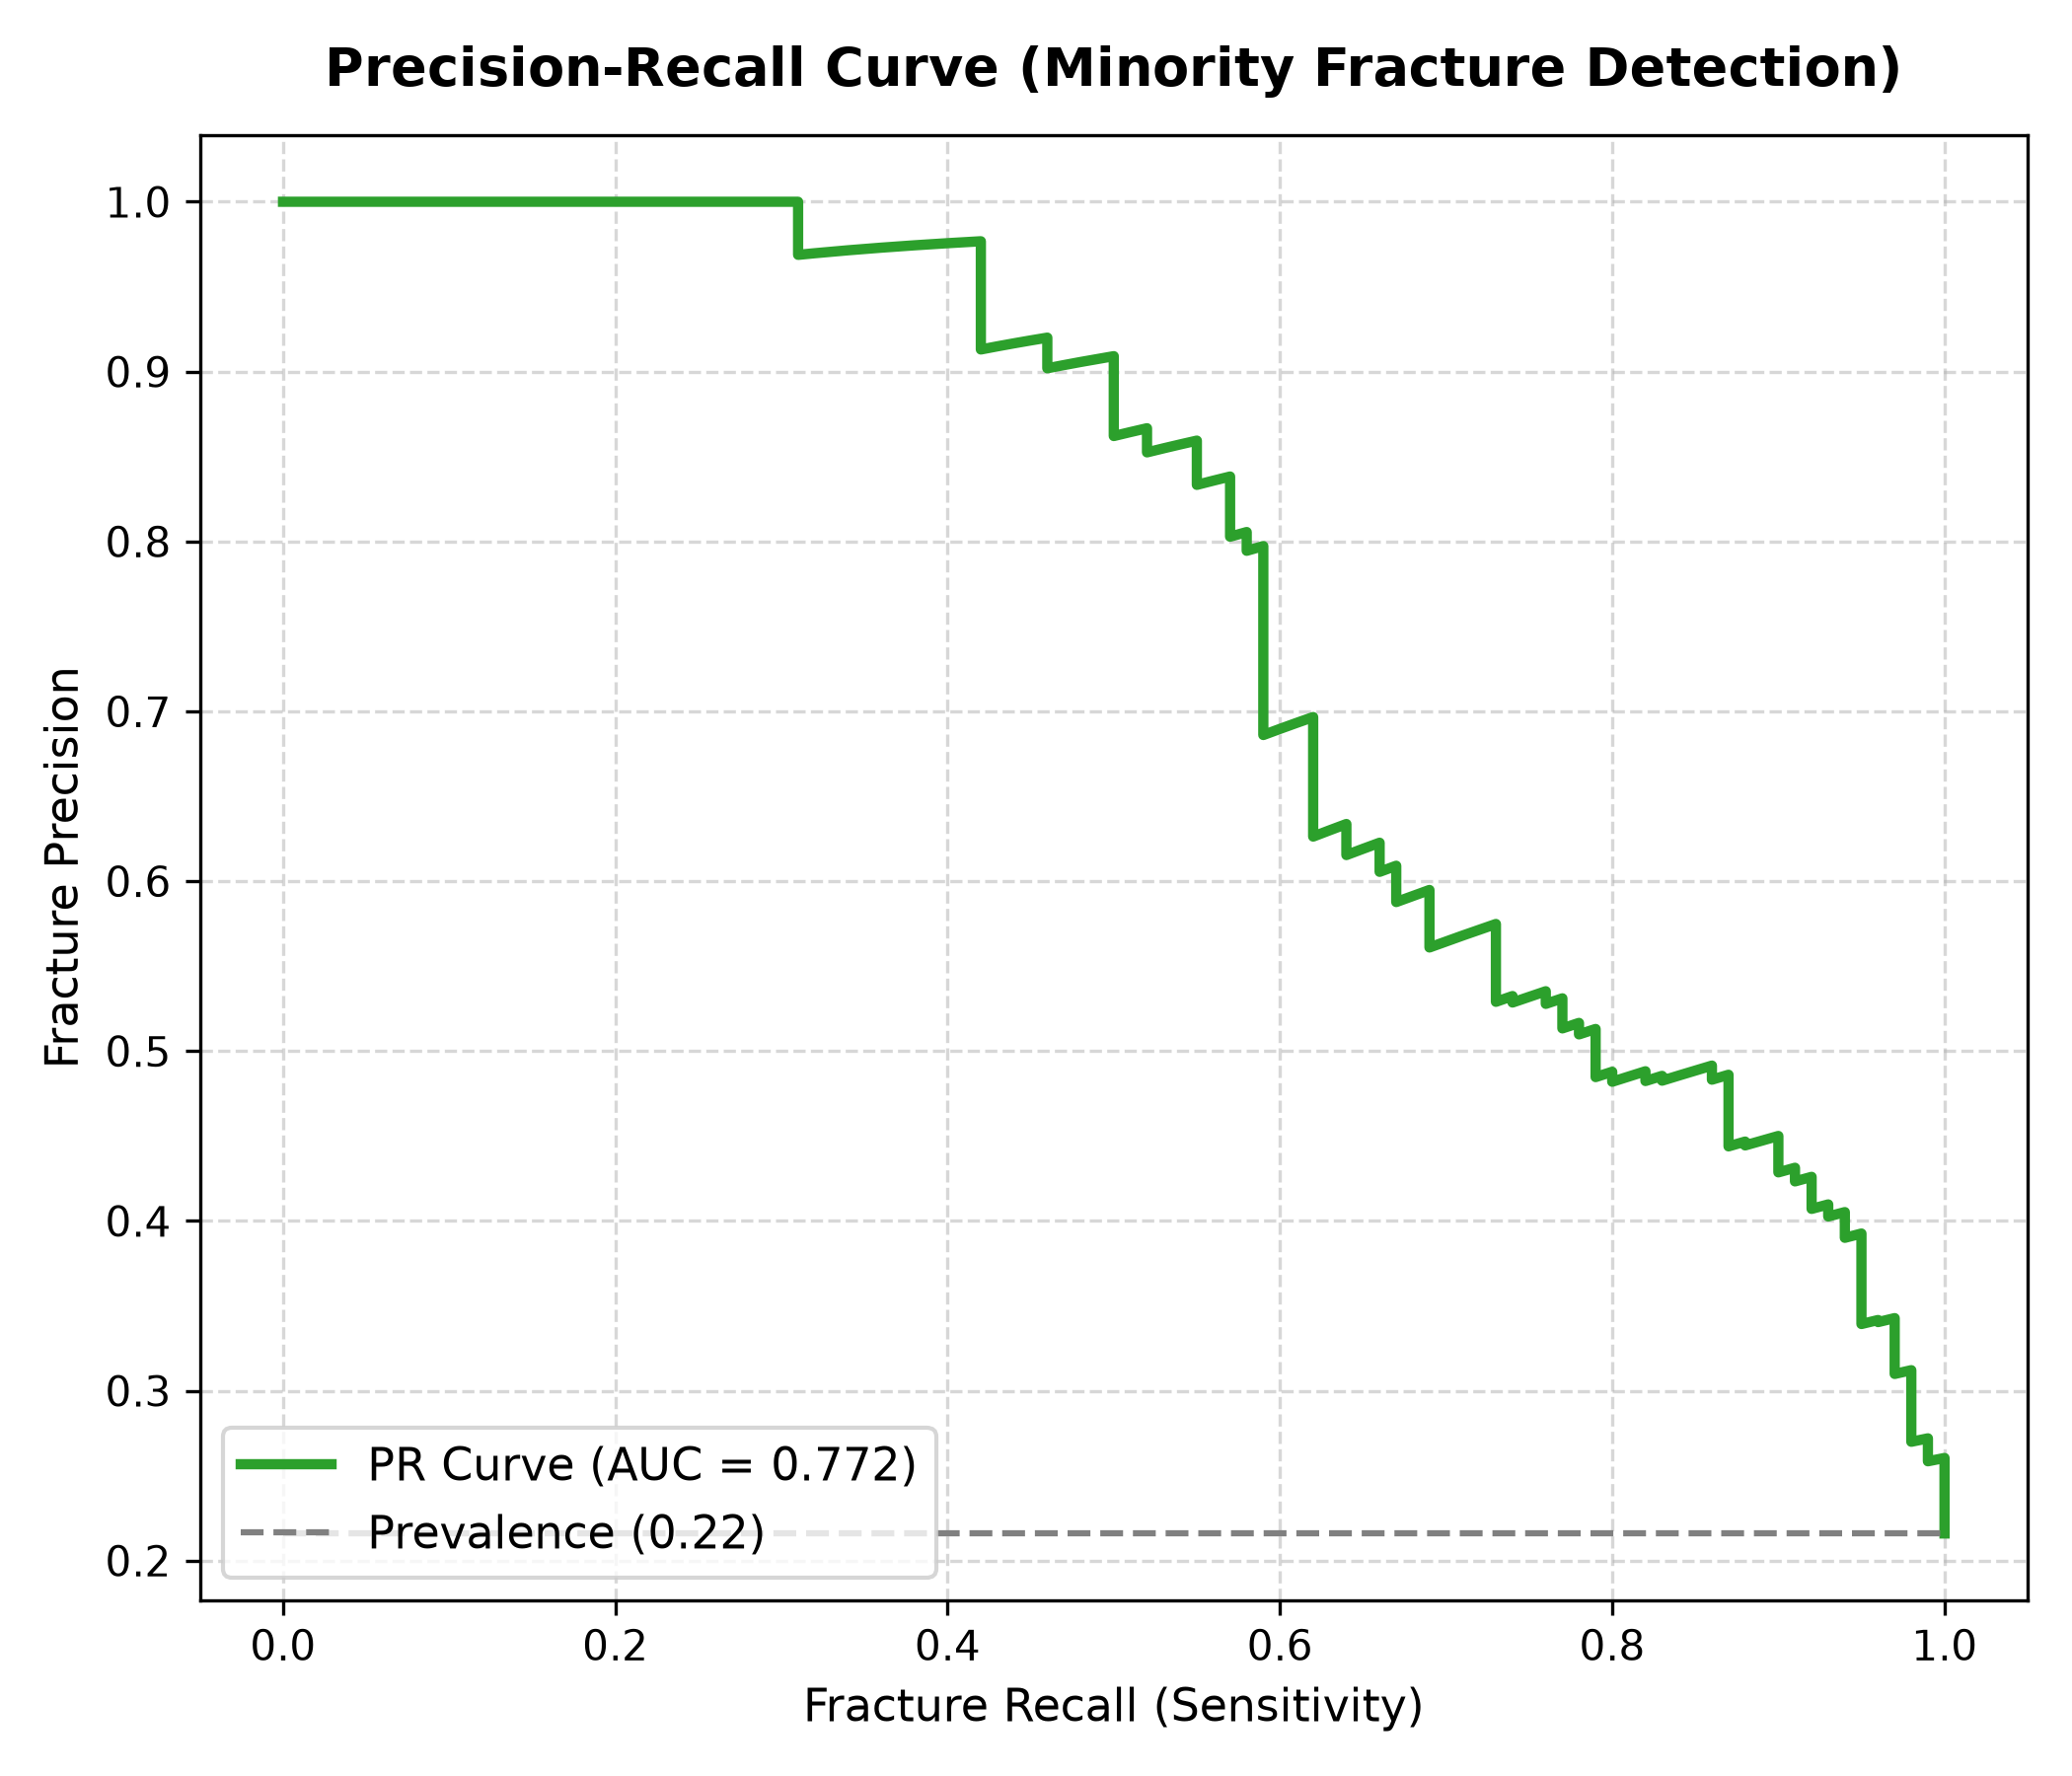 Precision-Recall Curve (Minority Fracture Detection)
Fracture Precision
1.0
0.9
0.8
0.7
0.6
0.5
0.4
0.3
0.2
PR Curve (AUC = 0.772)
Prevalence (0.22)
0.0 0.2 0.4 0.6 0.8 1.0
Fracture Recall (Sensitivity)